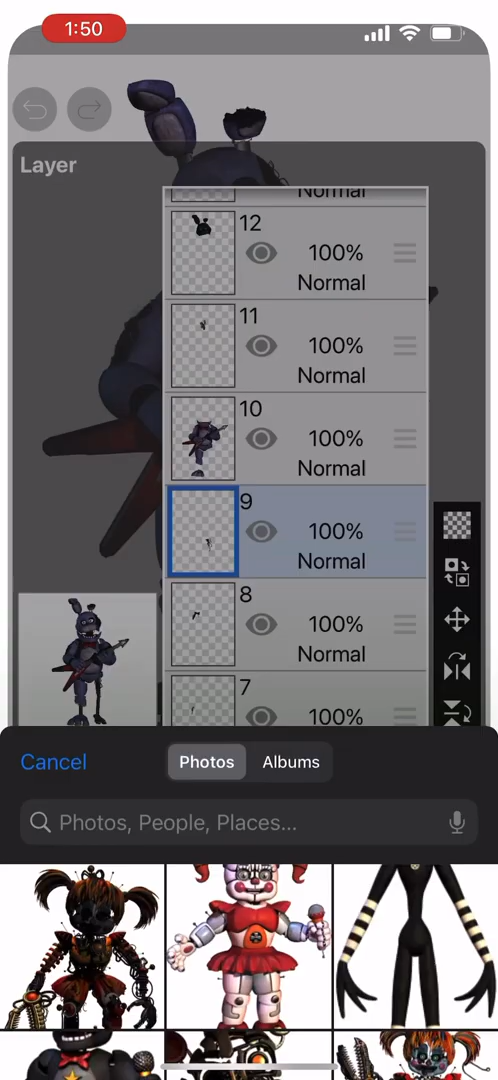 1:50
Layer
Normal
12
100%
Normal
11
100%
Normal
10
100%
Normal
9
100%
Normal
8
100%
Normal
7
100%
Cancel
Photos
Albums
Photos, People, Places...